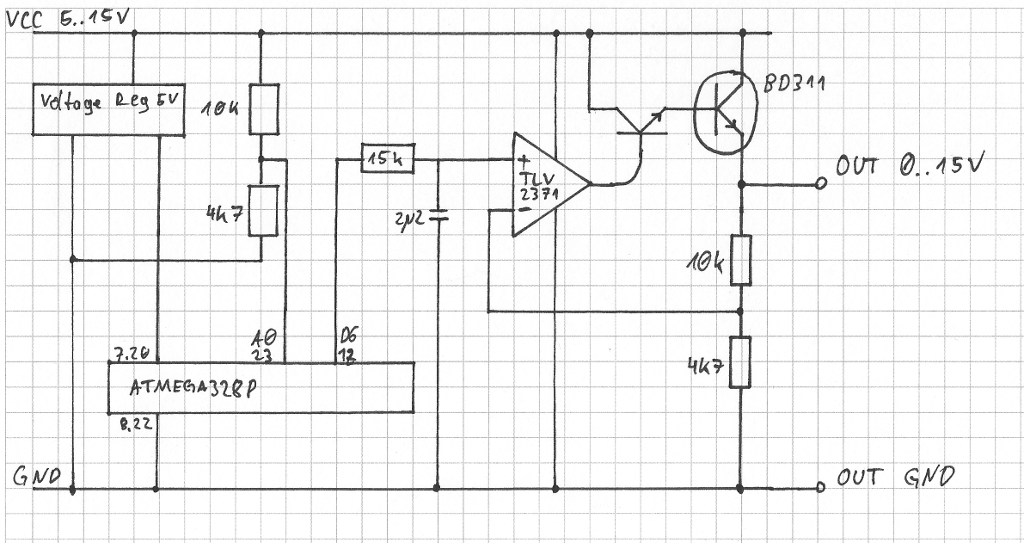 VCC 5..15V
Voltage Reg 5V
10k
BD311
15k
+
TLV
2371
-
OUT 0..15V
4k7
2µ2
10k
A0
23
D6
12
7.20
4k7
ATMEGA328P
8.22
GND
OUT GND